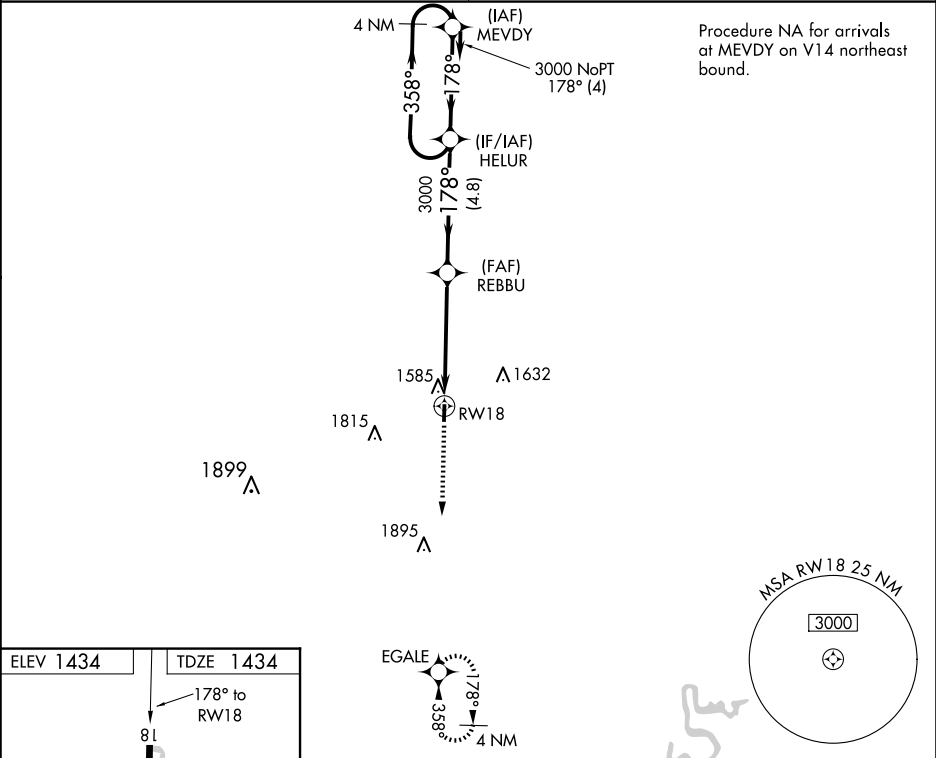 4 NM
(IAF)
MEVDY
Procedure NA for arrivals
at MEVDY on V14 northeast
bound.
3000 NoPT
178° (4)
358°
178°
(IF/IAF)
HELUR
3000
178°
(4.8)
(FAF)
REBBU
1585
1632
RW18
1815
1899
1895
MSA RW18 25 NM
3000
ELEV 1434
TDZE 1434
178° to
RW18
18
EGALE
178°
358°
4 NM